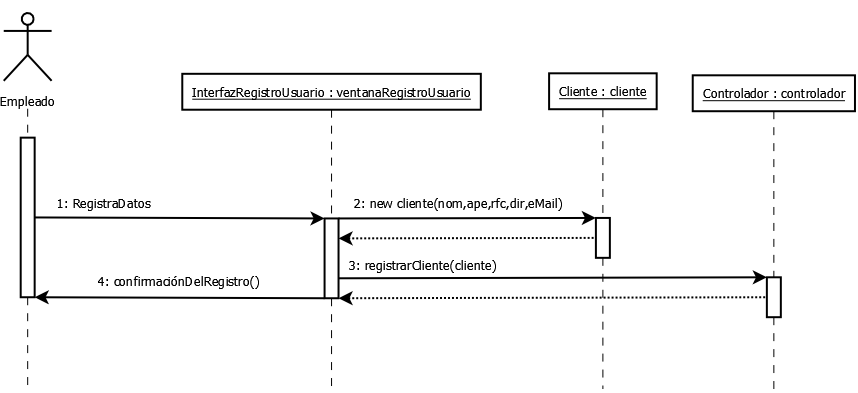 Empleado
InterfazRegistroUsuario : ventanaRegistroUsuario
Cliente : cliente
Controlador : controlador
1: RegistraDatos
2: new cliente(nom,ape,rfc,dir,eMail)
3: registrarCliente(cliente)
4: confirmaciónDelRegistro()